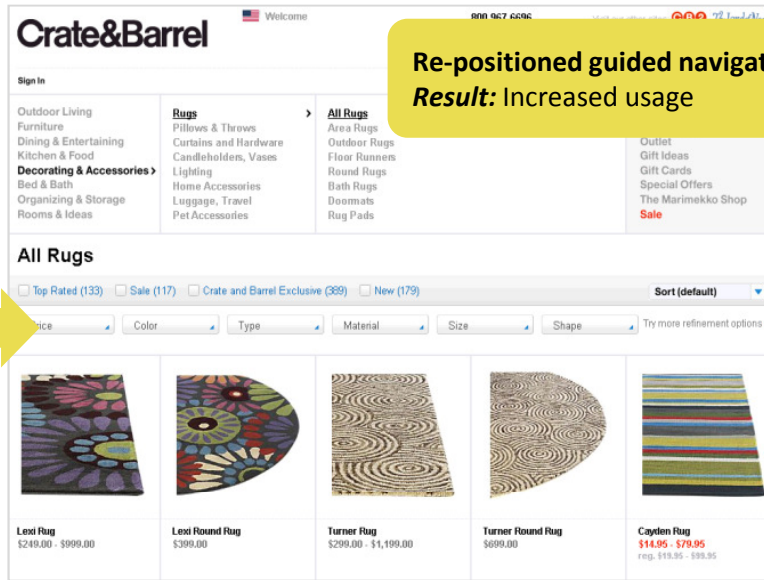 Crate&Barrel
Welcome
800.967.6696
Re-positioned guided
Result: Increased usage
Sign In
Outdoor Living
Furniture
Dining & Entertaining
Kitchen & Food
Decorating & Accessories >
Bed & Bath
Organizing & Storage
Rooms & Ideas
Rugs >
Pillows & Throws
Curtains and Hardware
Candleholders, Vases
Lighting
Home Accessories
Luggage, Travel
Pet Accessories
All Rugs
Area Rugs
Outdoor Rugs
Floor Runners
Round Rugs
Bath Rugs
Doormats
Rug Pads
Outlet
Gift Ideas
Gift Cards
Special Offers
The Marimekko Shop
Sale
All Rugs
Top Rated (133) Sale (117) Crate and Barrel Exclusive (389) New (179)
Sort (default)
Color Type Material Size Shape Try more refinement options
Lexi Rug
$249.00 - $999.00
Lexi Round Rug
$399.00
Turner Rug
$299.00 - $1,199.00
Turner Round Rug
$699.00
Cayden Rug
$14.95 - $79.95
reg. $19.95 - $99.95